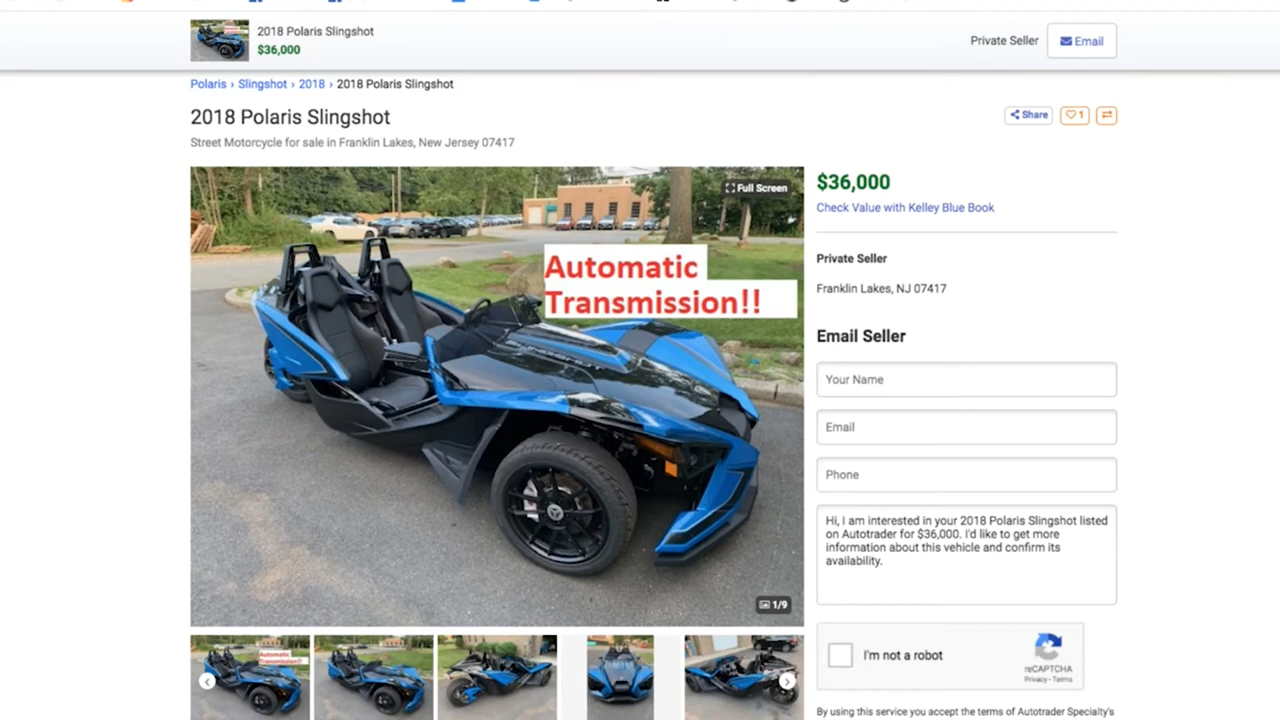 2018 Polaris Slingshot
$36,000
Private Seller
Email
Polaris › Slingshot › 2018 › 2018 Polaris Slingshot
2018 Polaris Slingshot
Share
1
Street Motorcycle for sale in Franklin Lakes, New Jersey 07417
Full Screen
Automatic
Transmission!!
1/9
Automatic
Transmission!!
$36,000
Check Value with Kelley Blue Book
Private Seller
Franklin Lakes, NJ 07417
Email Seller
Your Name
Email
Phone
Hi, I am interested in your 2018 Polaris Slingshot listed
on Autotrader for $36,000. I'd like to get more
information about this vehicle and confirm its
availability.
I'm not a robot
reCAPTCHA
Privacy - Terms
By using this service you accept the terms of Autotrader Specialty's